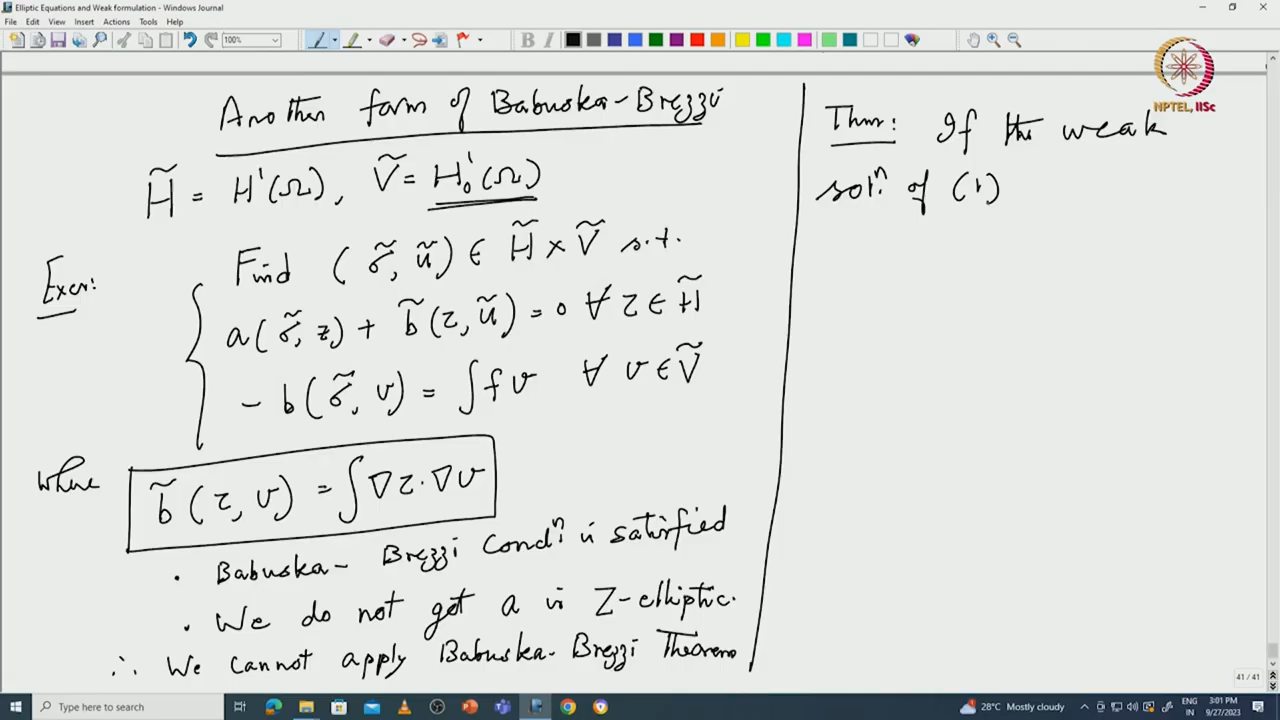 Elliptic Equations and Weak formulation - Windows Journal
File Edit View Insert Actions Tools Help
100%
B I
NPTEL, IISc
Another form of Babuska-Brezzi
H̃ = H¹(Ω), Ṽ = H₀¹(Ω)
Exer:
Find (σ̃, ũ) ∈ H̃ × Ṽ s.t.
a(σ̃, τ) + b̃(τ, ũ) = 0 ∀ τ ∈ H̃
- b(σ̃, v) = ∫ f v ∀ v ∈ Ṽ
where b̃(τ, v) = ∫ ∇τ · ∇v
. Babuska- Brezzi Condⁿ is satisfied
. We do not get a is Z-elliptic.
∴ We cannot apply Babuska-Brezzi Theorem
Thm: If the weak
solⁿ of (1)
41 / 41
Type here to search
28°C Mostly cloudy
ENG
IN
3:01 PM
9/27/2023